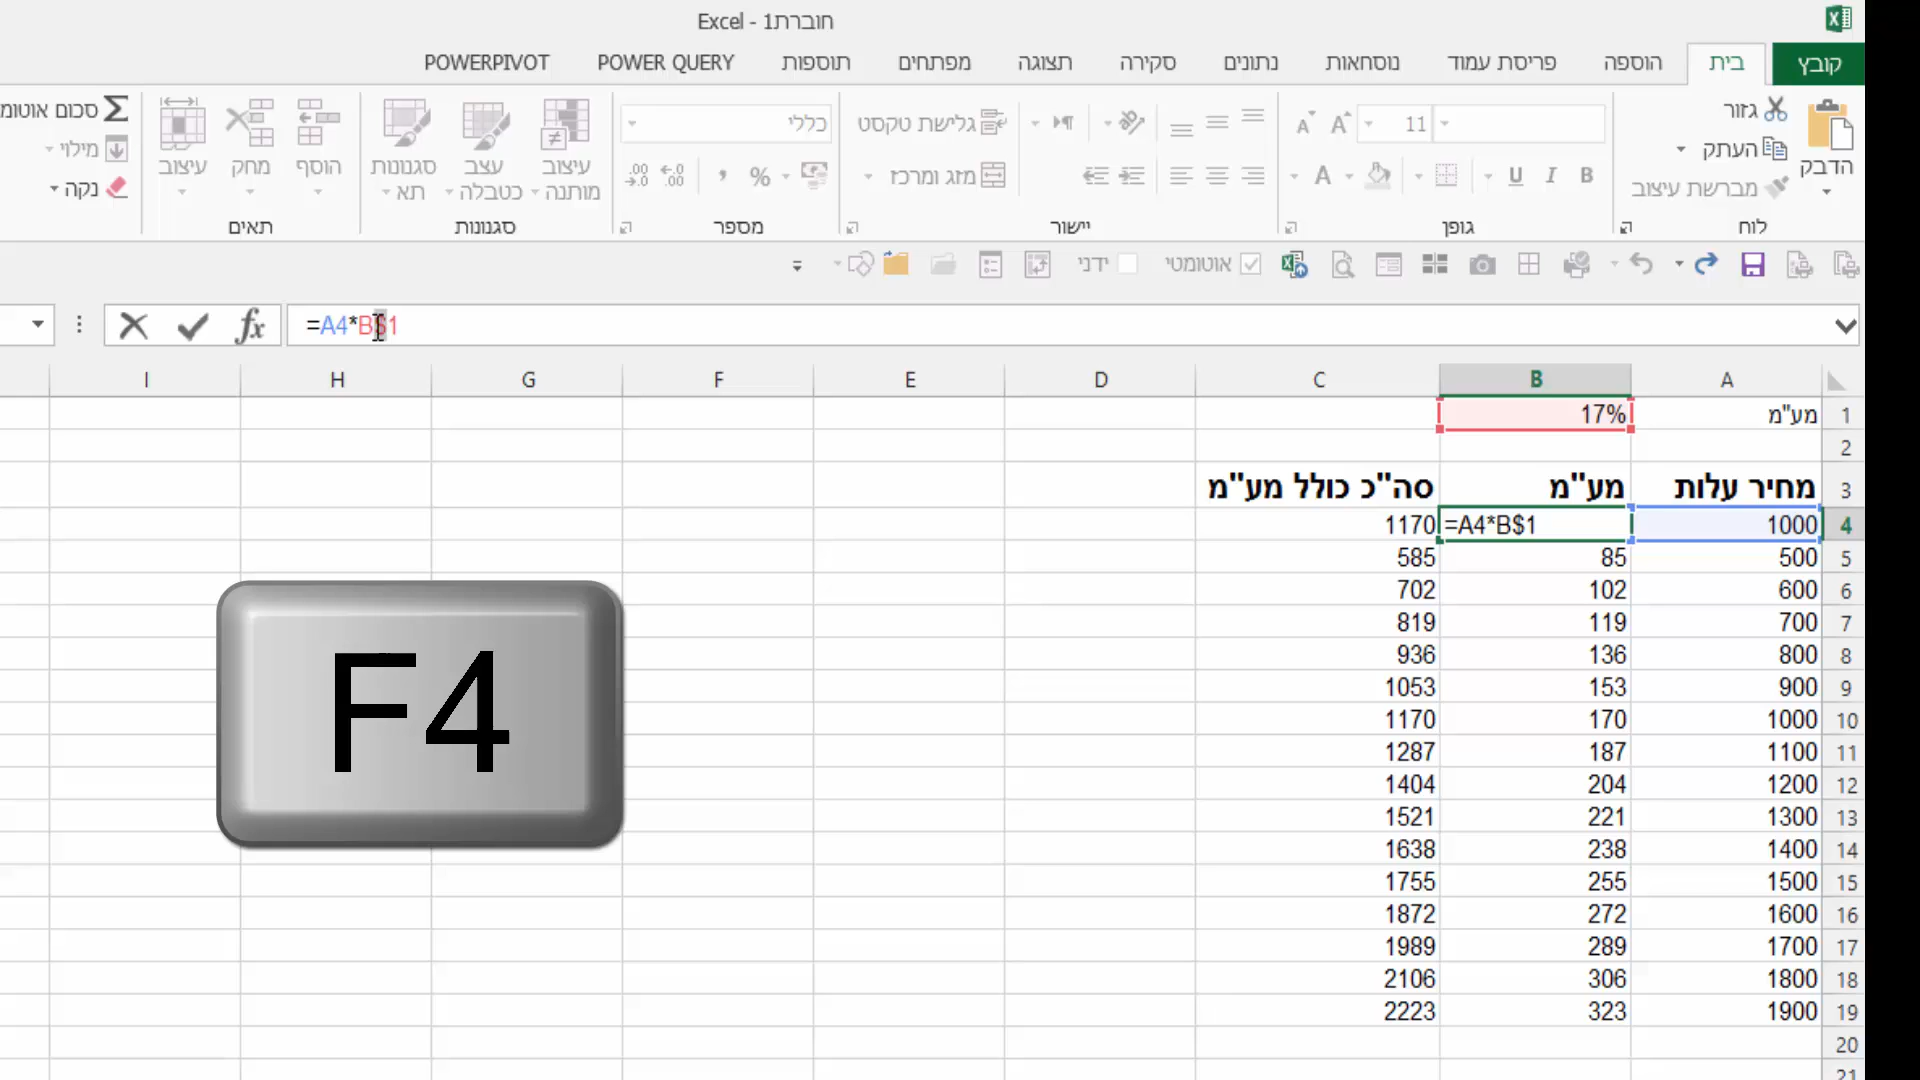 חוברת1 - Excel
קובץ בית הוספה פריסת עמוד נוסחאות נתונים סקירה תצוגה מפתחים תוספות POWER QUERY POWERPIVOT
הדבק
גזור
העתק
מברשת עיצוב
לוח
11
B I U A
גופן
גלישת טקסט
מזג ומרכז
יישור
כללי
%
מספר
עיצוב מותנה
עצב כטבלה
סגנונות תא
סגנונות
הוסף
מחק
עיצוב
תאים
סכום אוטומ
מילוי
נקה
אוטומטי ידני
fx =A4*B$1
A B C D E F G H I
1 מע"מ 17%
2
3 מחיר עלות מע"מ סה"כ כולל מע"מ
4 1000 =A4*B$1 1170
5 500 85 585
6 600 102 702
7 700 119 819
8 800 136 936
9 900 153 1053
10 1000 170 1170
11 1100 187 1287
12 1200 204 1404
13 1300 221 1521
14 1400 238 1638
15 1500 255 1755
16 1600 272 1872
17 1700 289 1989
18 1800 306 2106
19 1900 323 2223
20
21
F4